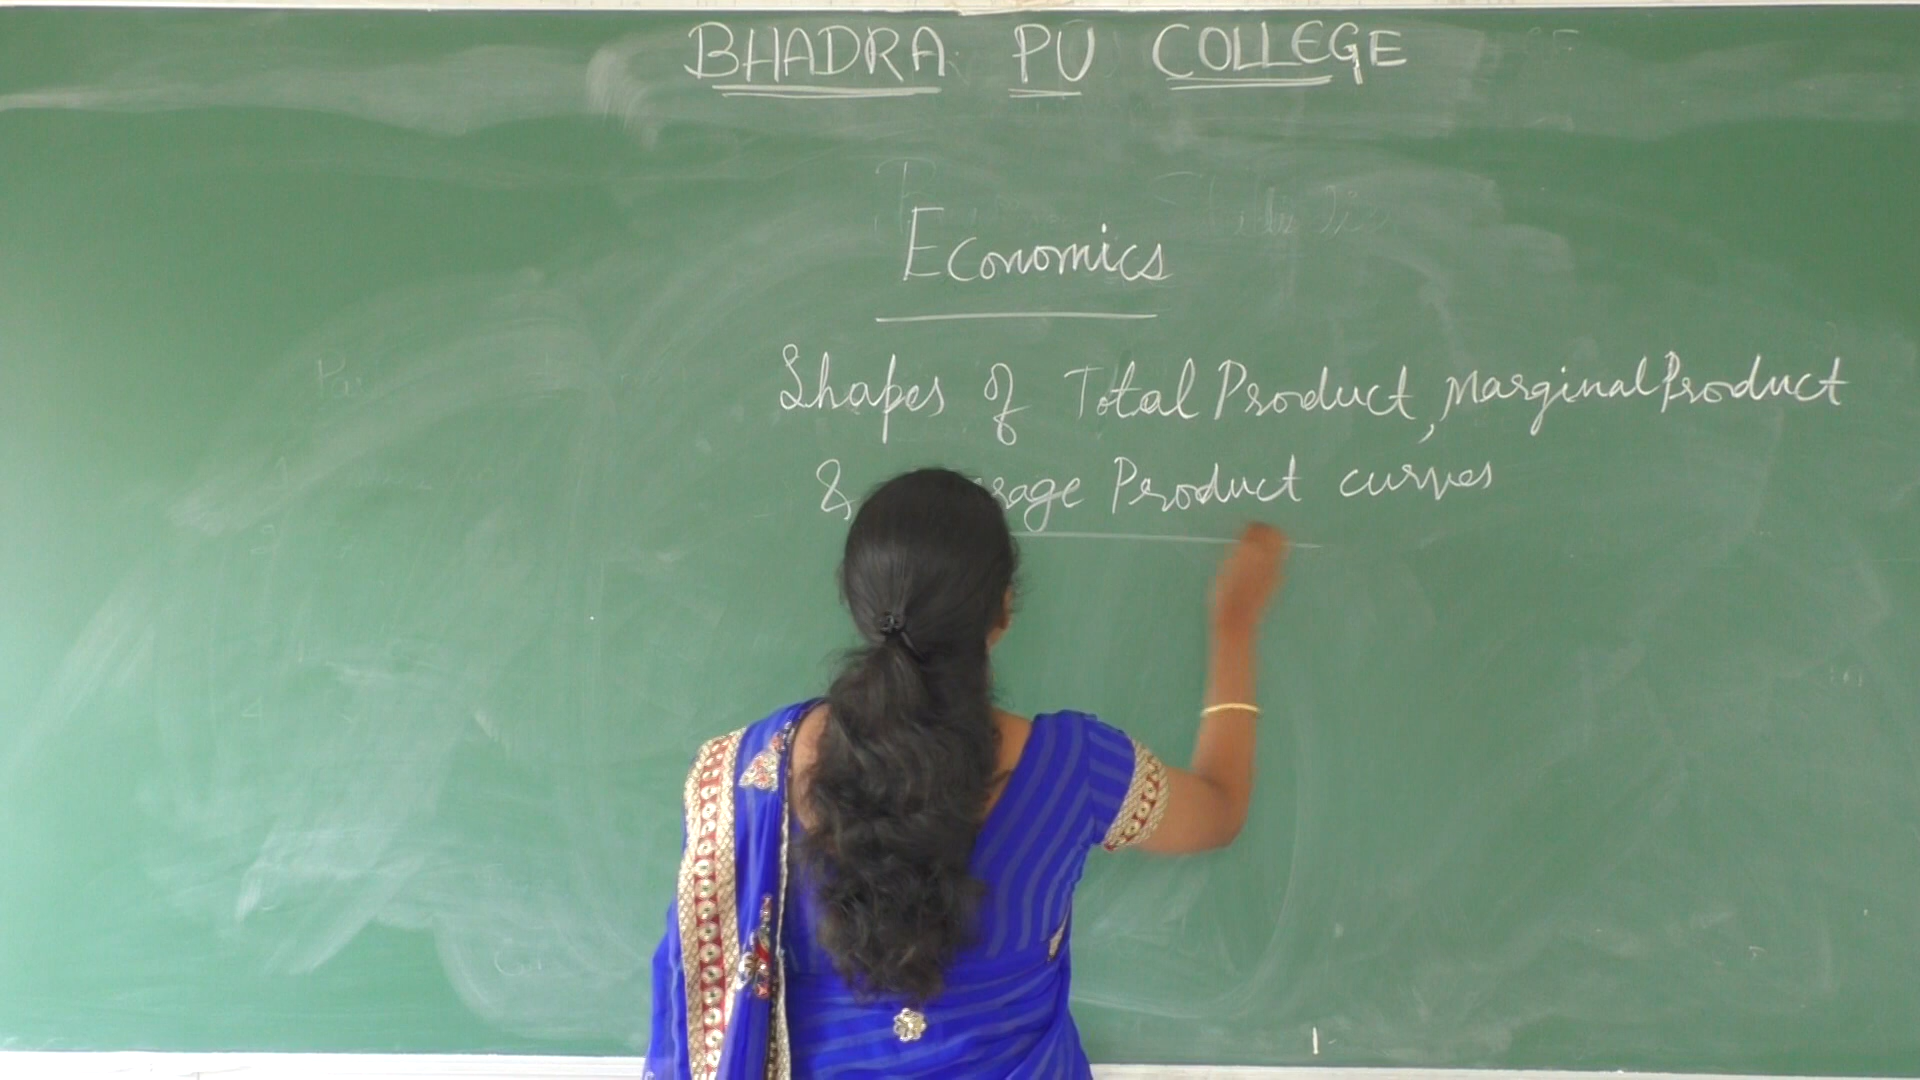 BHADRA PU COLLEGE
Economics
Shapes of Total Product, Marginal Product
& Product curves